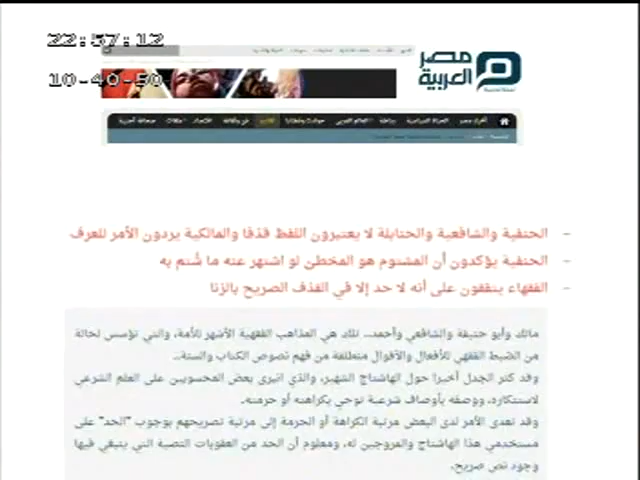 22:57:12
10-40-50
مصر
العربية
- الحنفية والشافعية والحنابلة لا يعتبرون اللفظ قذفا والمالكية يردون الأمر للعرف
- الحنفية يؤكدون أن المشتوم هو المخطئ لو اشتهر عنه ما شُتم به
- الفقهاء يتفقون على أنه لا حد إلا في القذف الصريح بالزنا
مالك وأبو حنيفة والشافعي وأحمد.. تلك هي المذاهب الفقهية الأشهر للأمة، والتي تؤسس لحالة
من الضبط الفقهي للأفعال والأقوال منطلقة من فهم نصوص الكتاب والسنة..
وقد كثر الجدل أخيرا حول الهاشتاج الشهير، والذي انبرى بعض المحسوبين على العلم الشرعي
لاستنكاره، ووصفه بأوصاف شرعية توحي بكراهته أو حرمته.
وقد تعدى الأمر لدى البعض مرتبة الكراهة أو الحرمة إلى مرتبة تصريحهم بوجوب "الحد" على
مستخدمي هذا الهاشتاج والمروجين له، ومعلوم أن الحد من العقوبات النصية التي ينبغي فيها
وجود نص صريح.